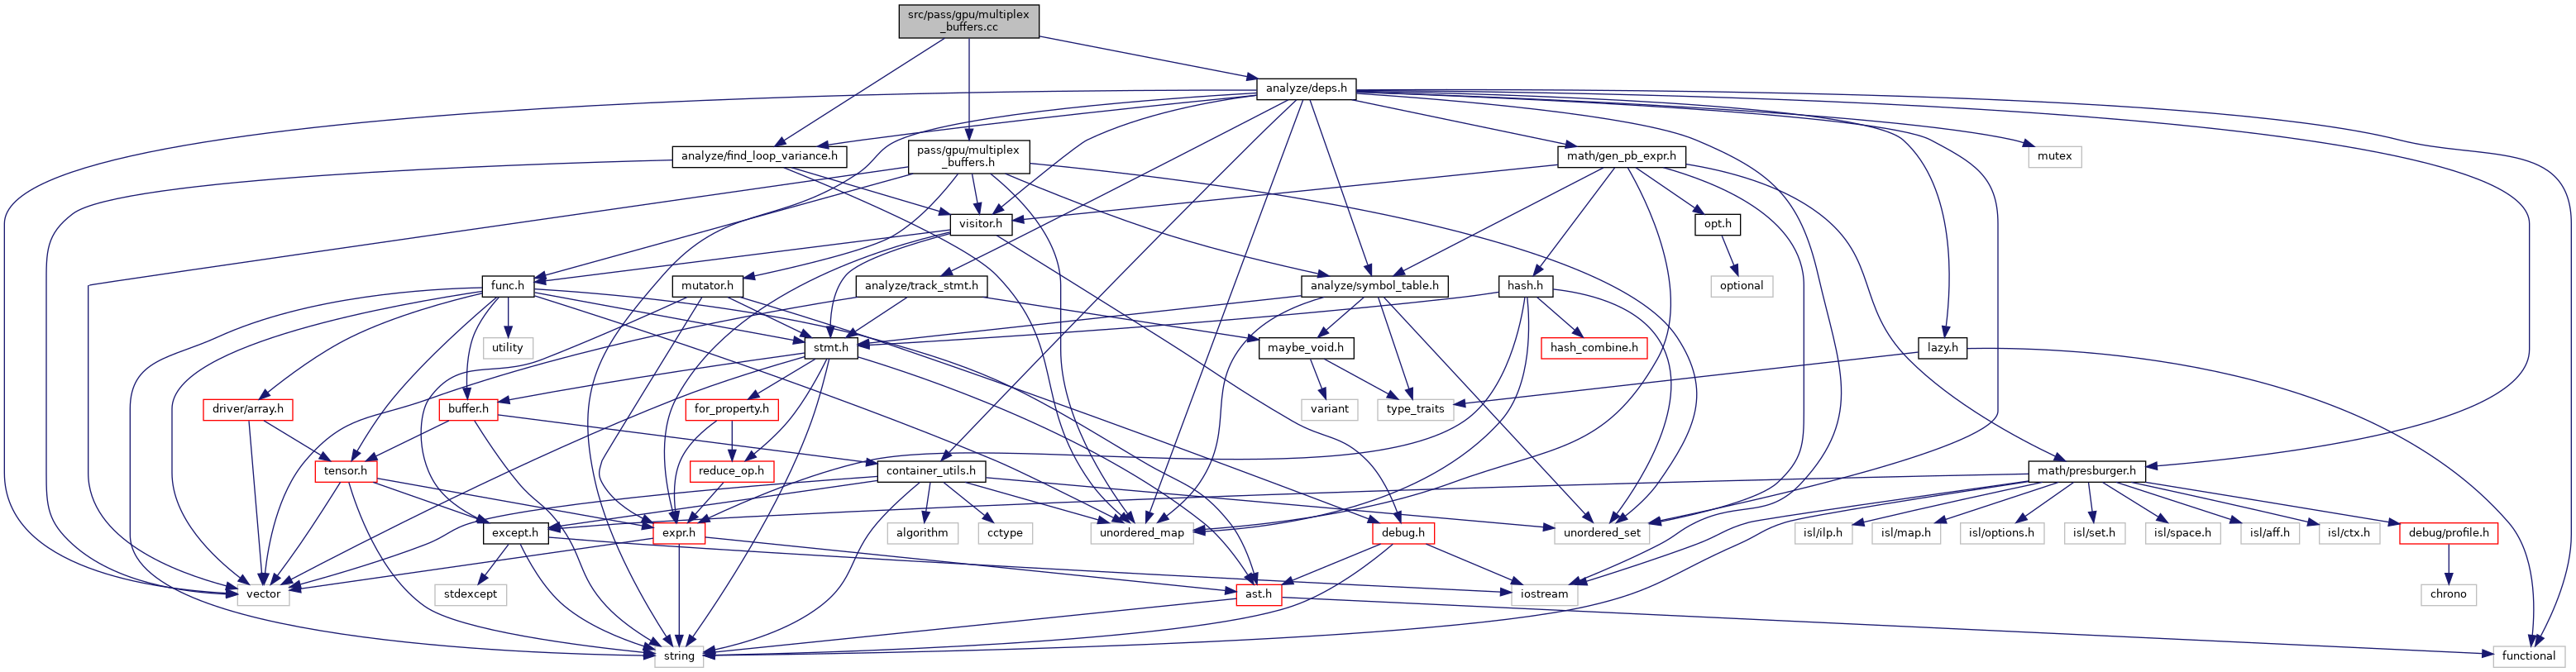 src/pass/gpu/multiplex
_buffers.cc
analyze/deps.h
analyze/find_loop_variance.h
pass/gpu/multiplex
_buffers.h
math/gen_pb_expr.h
mutex
visitor.h
opt.h
func.h
mutator.h
analyze/track_stmt.h
analyze/symbol_table.h
hash.h
optional
utility
stmt.h
maybe_void.h
hash_combine.h
lazy.h
driver/array.h
buffer.h
for_property.h
variant
type_traits
tensor.h
reduce_op.h
container_utils.h
math/presburger.h
except.h
expr.h
algorithm
cctype
unordered_map
debug.h
unordered_set
isl/ilp.h
isl/map.h
isl/options.h
isl/set.h
isl/space.h
isl/aff.h
isl/ctx.h
debug/profile.h
vector
stdexcept
ast.h
iostream
chrono
string
functional